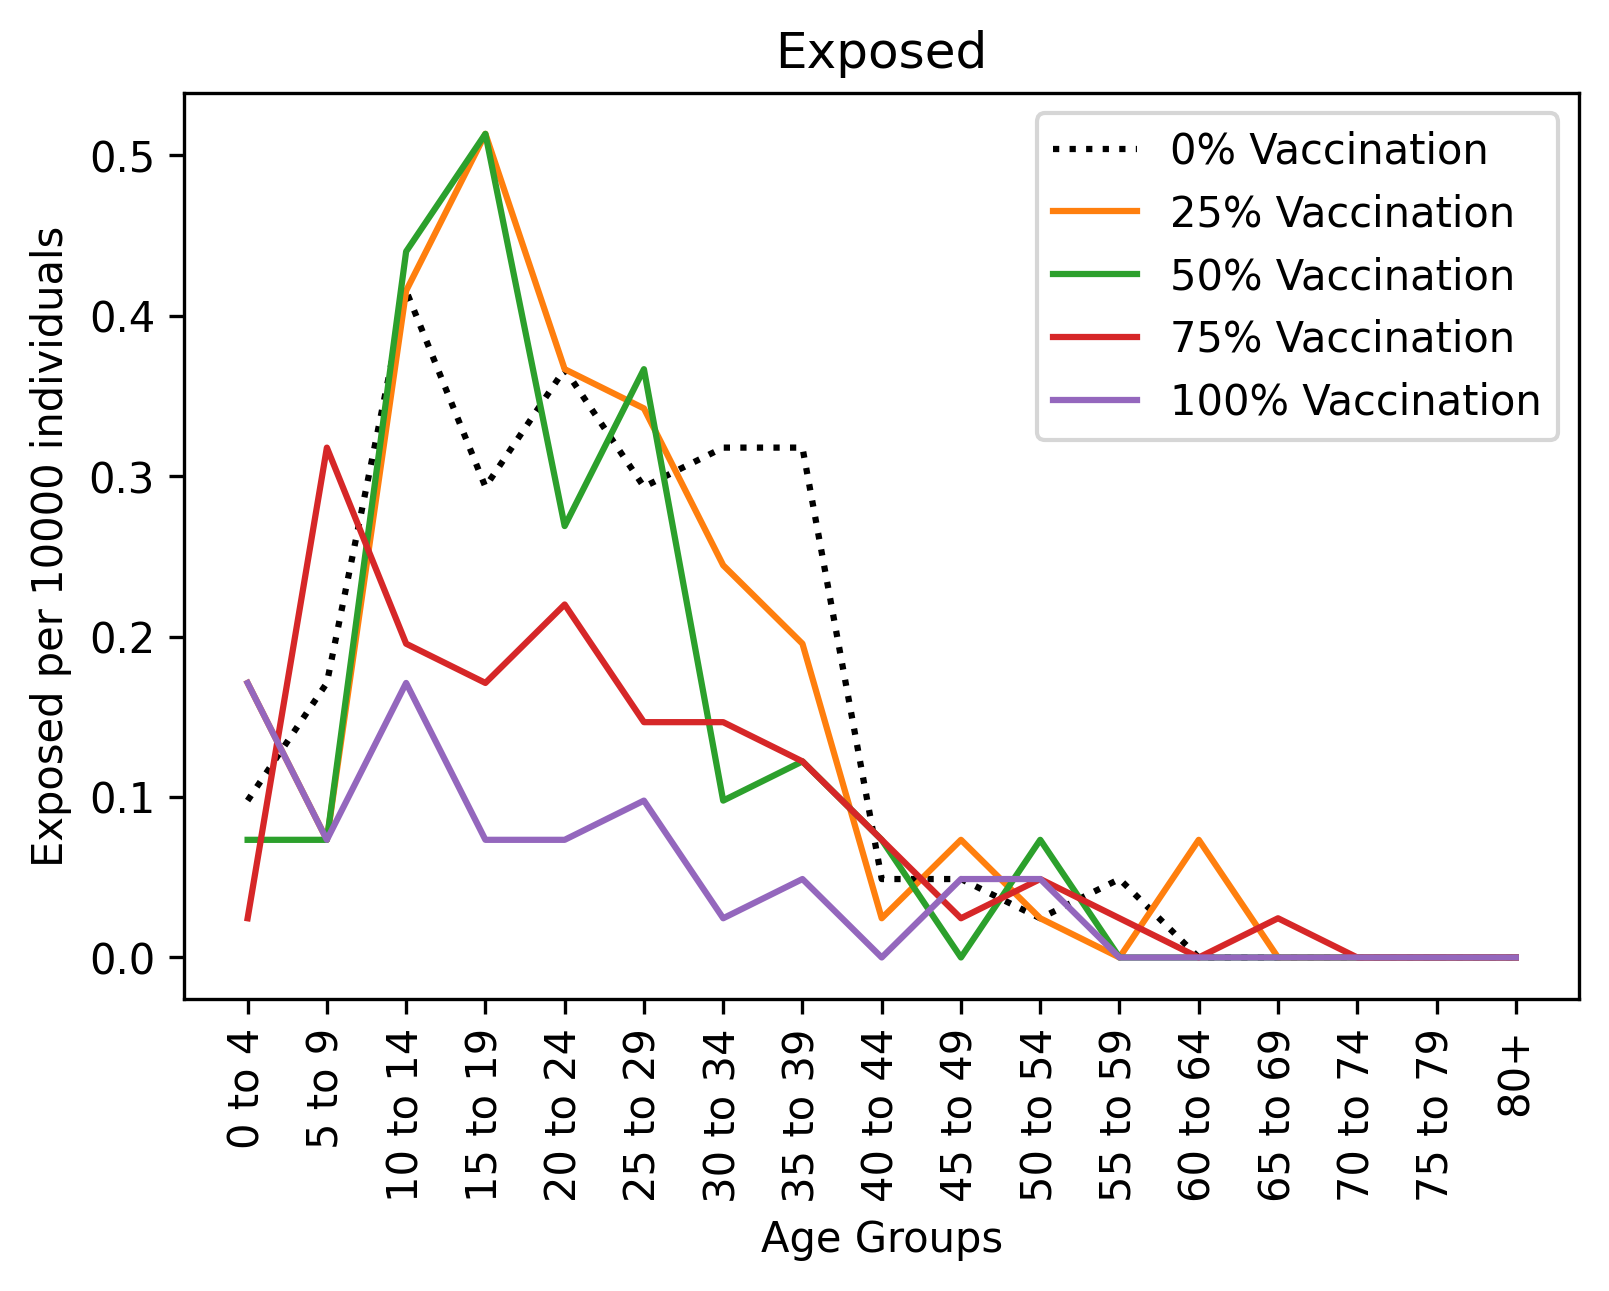 Exposed
0% Vaccination
25% Vaccination
50% Vaccination
75% Vaccination
100% Vaccination
Exposed per 10000 individuals
0.5
0.4
0.3
0.2
0.1
0.0
0 to 4
5 to 9
10 to 14
15 to 19
20 to 24
25 to 29
30 to 34
35 to 39
40 to 44
45 to 49
50 to 54
55 to 59
60 to 64
65 to 69
70 to 74
75 to 79
80+
Age Groups